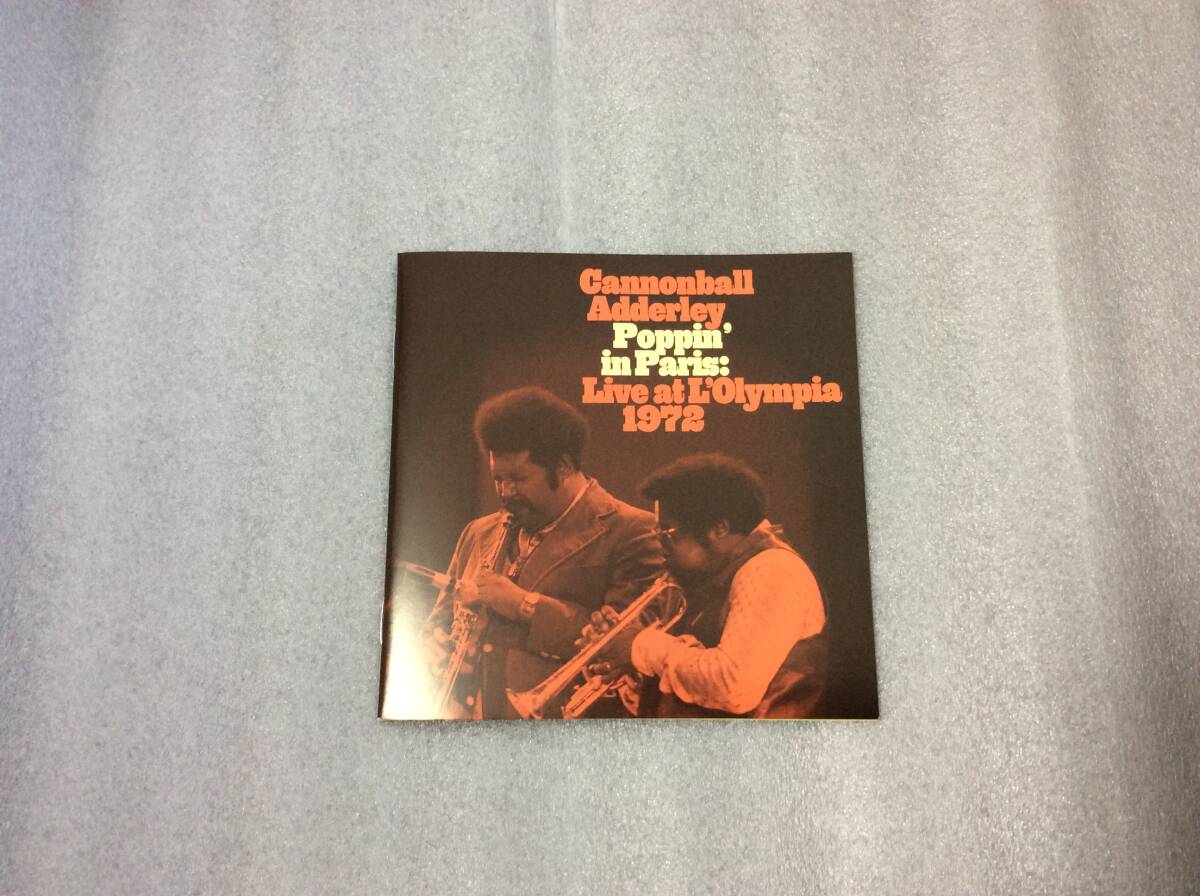 Cannonball
Adderley
Poppin'
in Paris:
Live at L'Olympia
1972